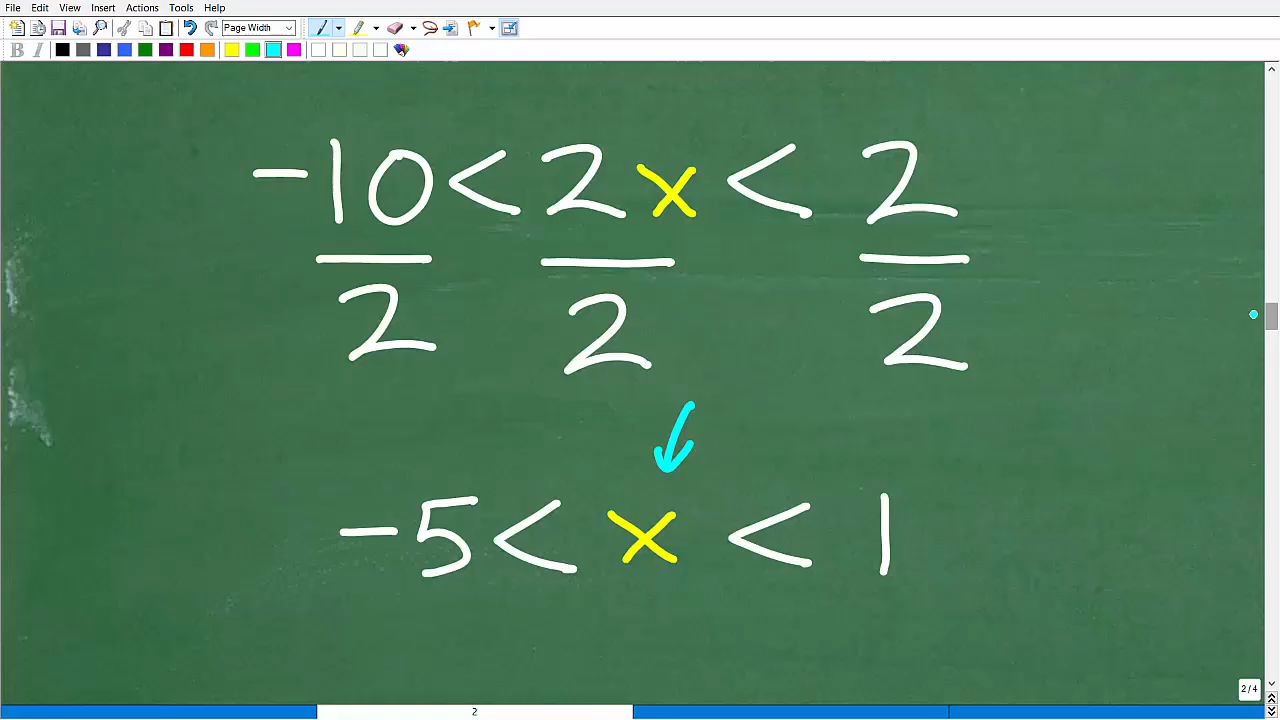 File Edit View Insert Actions Tools Help
Page Width
B I
-10 < 2x < 2
2 2 2
-5 < x < 1
2 / 4
2